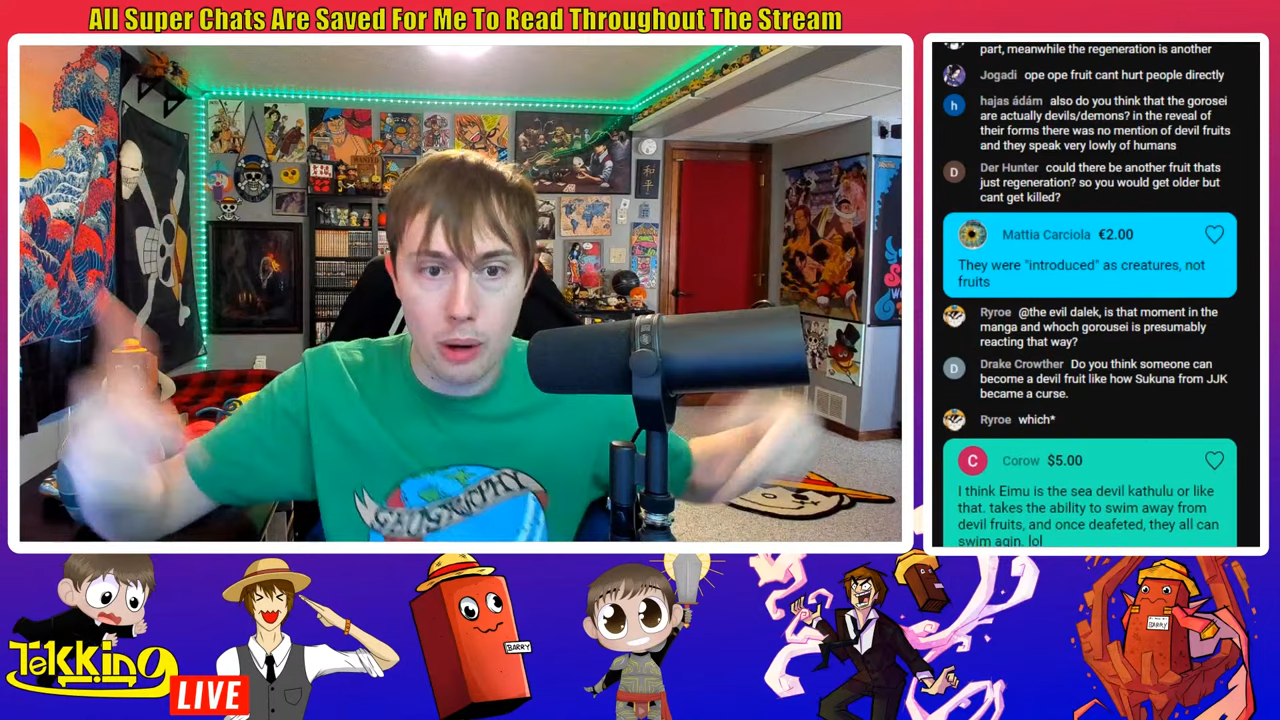 All Super Chats Are Saved For Me To Read Throughout The Stream
part, meanwhile the regeneration is another
Jogadi ope ope fruit cant hurt people directly
h
hajas ádám also do you think that the gorosei
are actually devils/demons? in the reveal of
their forms there was no mention of devil fruits
and they speak very lowly of humans
D
Der Hunter could there be another fruit thats
just regeneration? so you would get older but
cant get killed?
Mattia Carciola €2.00
They were "introduced" as creatures, not
fruits
Ryroe @the evil dalek, is that moment in the
manga and whoch gorousei is presumably
reacting that way?
D
Drake Crowther Do you think someone can
become a devil fruit like how Sukuna from JJK
became a curse.
Ryroe which*
C
Corow $5.00
I think Eimu is the sea devil kathulu or like
that. takes the ability to swim away from
devil fruits, and once deafeted, they all can
swim agin. lol
WANTED
和平
TekkinG
LIVE
BARRY
BARRY